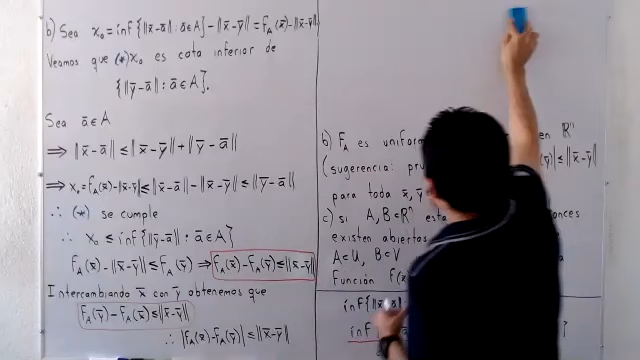 b) Sea x₀ = inf {‖x̄-ā‖ : ā∈A} - ‖x̄-ȳ‖ = f_A(x̄) - ‖x̄-ȳ‖
Veamos que (*) x₀ es cota inferior de
{‖ȳ-ā‖ : ā∈A}.
Sea ā∈A
⇒ ‖x̄-ā‖ ≤ ‖x̄-ȳ‖ + ‖ȳ-ā‖
⇒ x₀ = f_A(x̄) - ‖x̄-ȳ‖ ≤ ‖x̄-ā‖ - ‖x̄-ȳ‖ ≤ ‖ȳ-ā‖
∴ (*) se cumple
∴ x₀ ≤ inf {‖ȳ-ā‖ : ā∈A}
f_A(x̄) - ‖x̄-ȳ‖ ≤ f_A(ȳ) ⇒ f_A(x̄) - f_A(ȳ) ≤ ‖x̄-ȳ‖
Intercambiando x̄ con ȳ obtenemos que
f_A(ȳ) - f_A(x̄) ≤ ‖x̄-ȳ‖
∴ |f_A(x̄) - f_A(ȳ)| ≤ ‖x̄-ȳ‖
b) f_A es en ℝⁿ
(sugerencia: ≤ ‖x̄-ȳ‖
para toda x̄, ȳ
c) si A, B⊂ℝⁿ
existen abiertos
A⊂U, B⊂V
función
inf {‖x̄-ā‖
inf